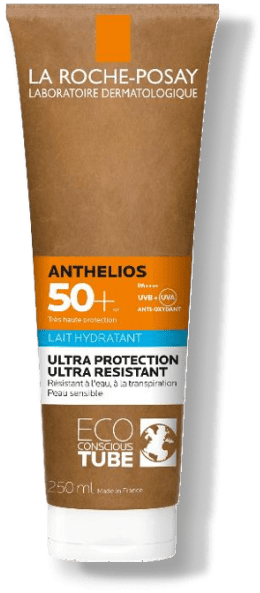 LA ROCHE-POSAY
LABORATOIRE DERMATOLOGIQUE
ANTHELIOS
50+
Très haute protection
PA++++
UVB + UVA
ANTI-OXYDANT
LAIT HYDRATANT
ULTRA PROTECTION
ULTRA RESISTANT
Résistant à l'eau, à la transpiration
Peau sensible
ECO
CONSCIOUS
TUBE
250 ml Made in France